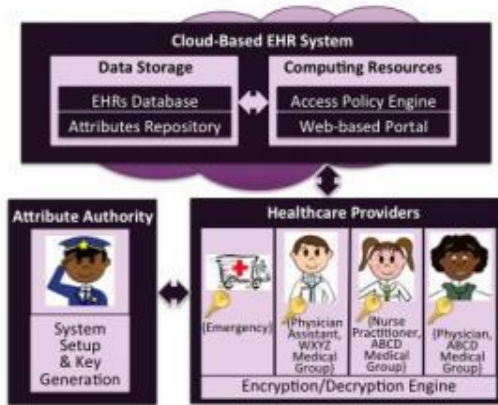 Cloud-Based EHR System
Data Storage
EHRs Database
Attributes Repository
Computing Resources
Access Policy Engine
Web-based Portal
Attribute Authority
System
Setup
& Key
Generation
Healthcare Providers
{Emergency}
{Physician
Assistant,
WXYZ
Medical
Group}
{Nurse
Practitioner,
ABCD
Medical
Group}
{Physician,
ABCD
Medical
Group}
Encryption/Decryption Engine